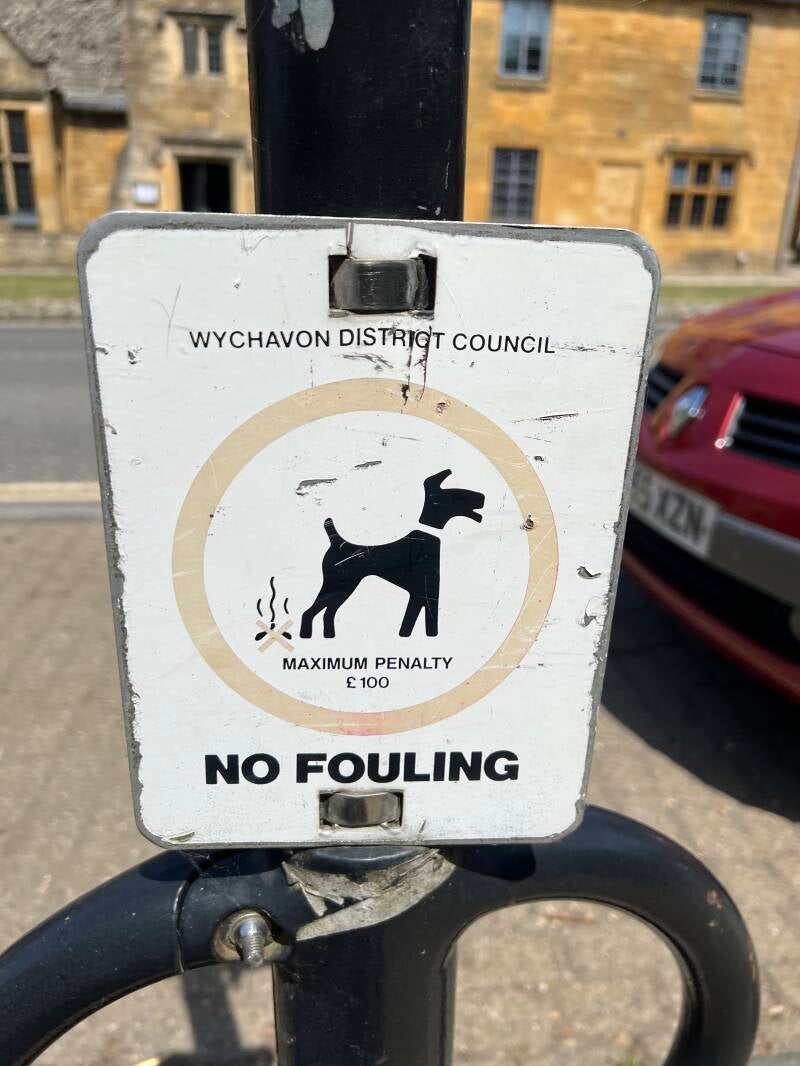 WYCHAVON DISTRICT COUNCIL
MAXIMUM PENALTY
£100
NO FOULING